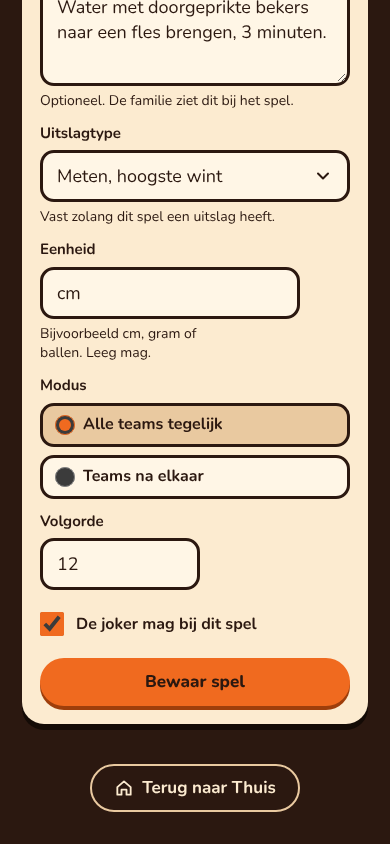 Water met doorgeprikte bekers
naar een fles brengen, 3 minuten.
Optioneel. De familie ziet dit bij het spel.
Uitslagtype
Meten, hoogste wint
Vast zolang dit spel een uitslag heeft.
Eenheid
cm
Bijvoorbeeld cm, gram of
ballen. Leeg mag.
Modus
Alle teams tegelijk
Teams na elkaar
Volgorde
12
De joker mag bij dit spel
Bewaar spel
Terug naar Thuis